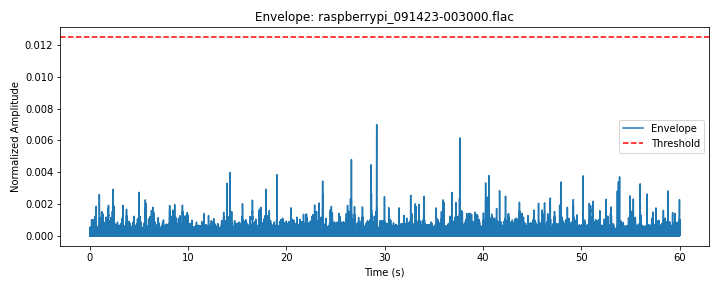 Envelope: raspberrypi_091423-003000.flac
Normalized Amplitude
0.012
0.010
0.008
0.006
0.004
0.002
0.000
Envelope
Threshold
0 10 20 30 40 50 60
Time (s)